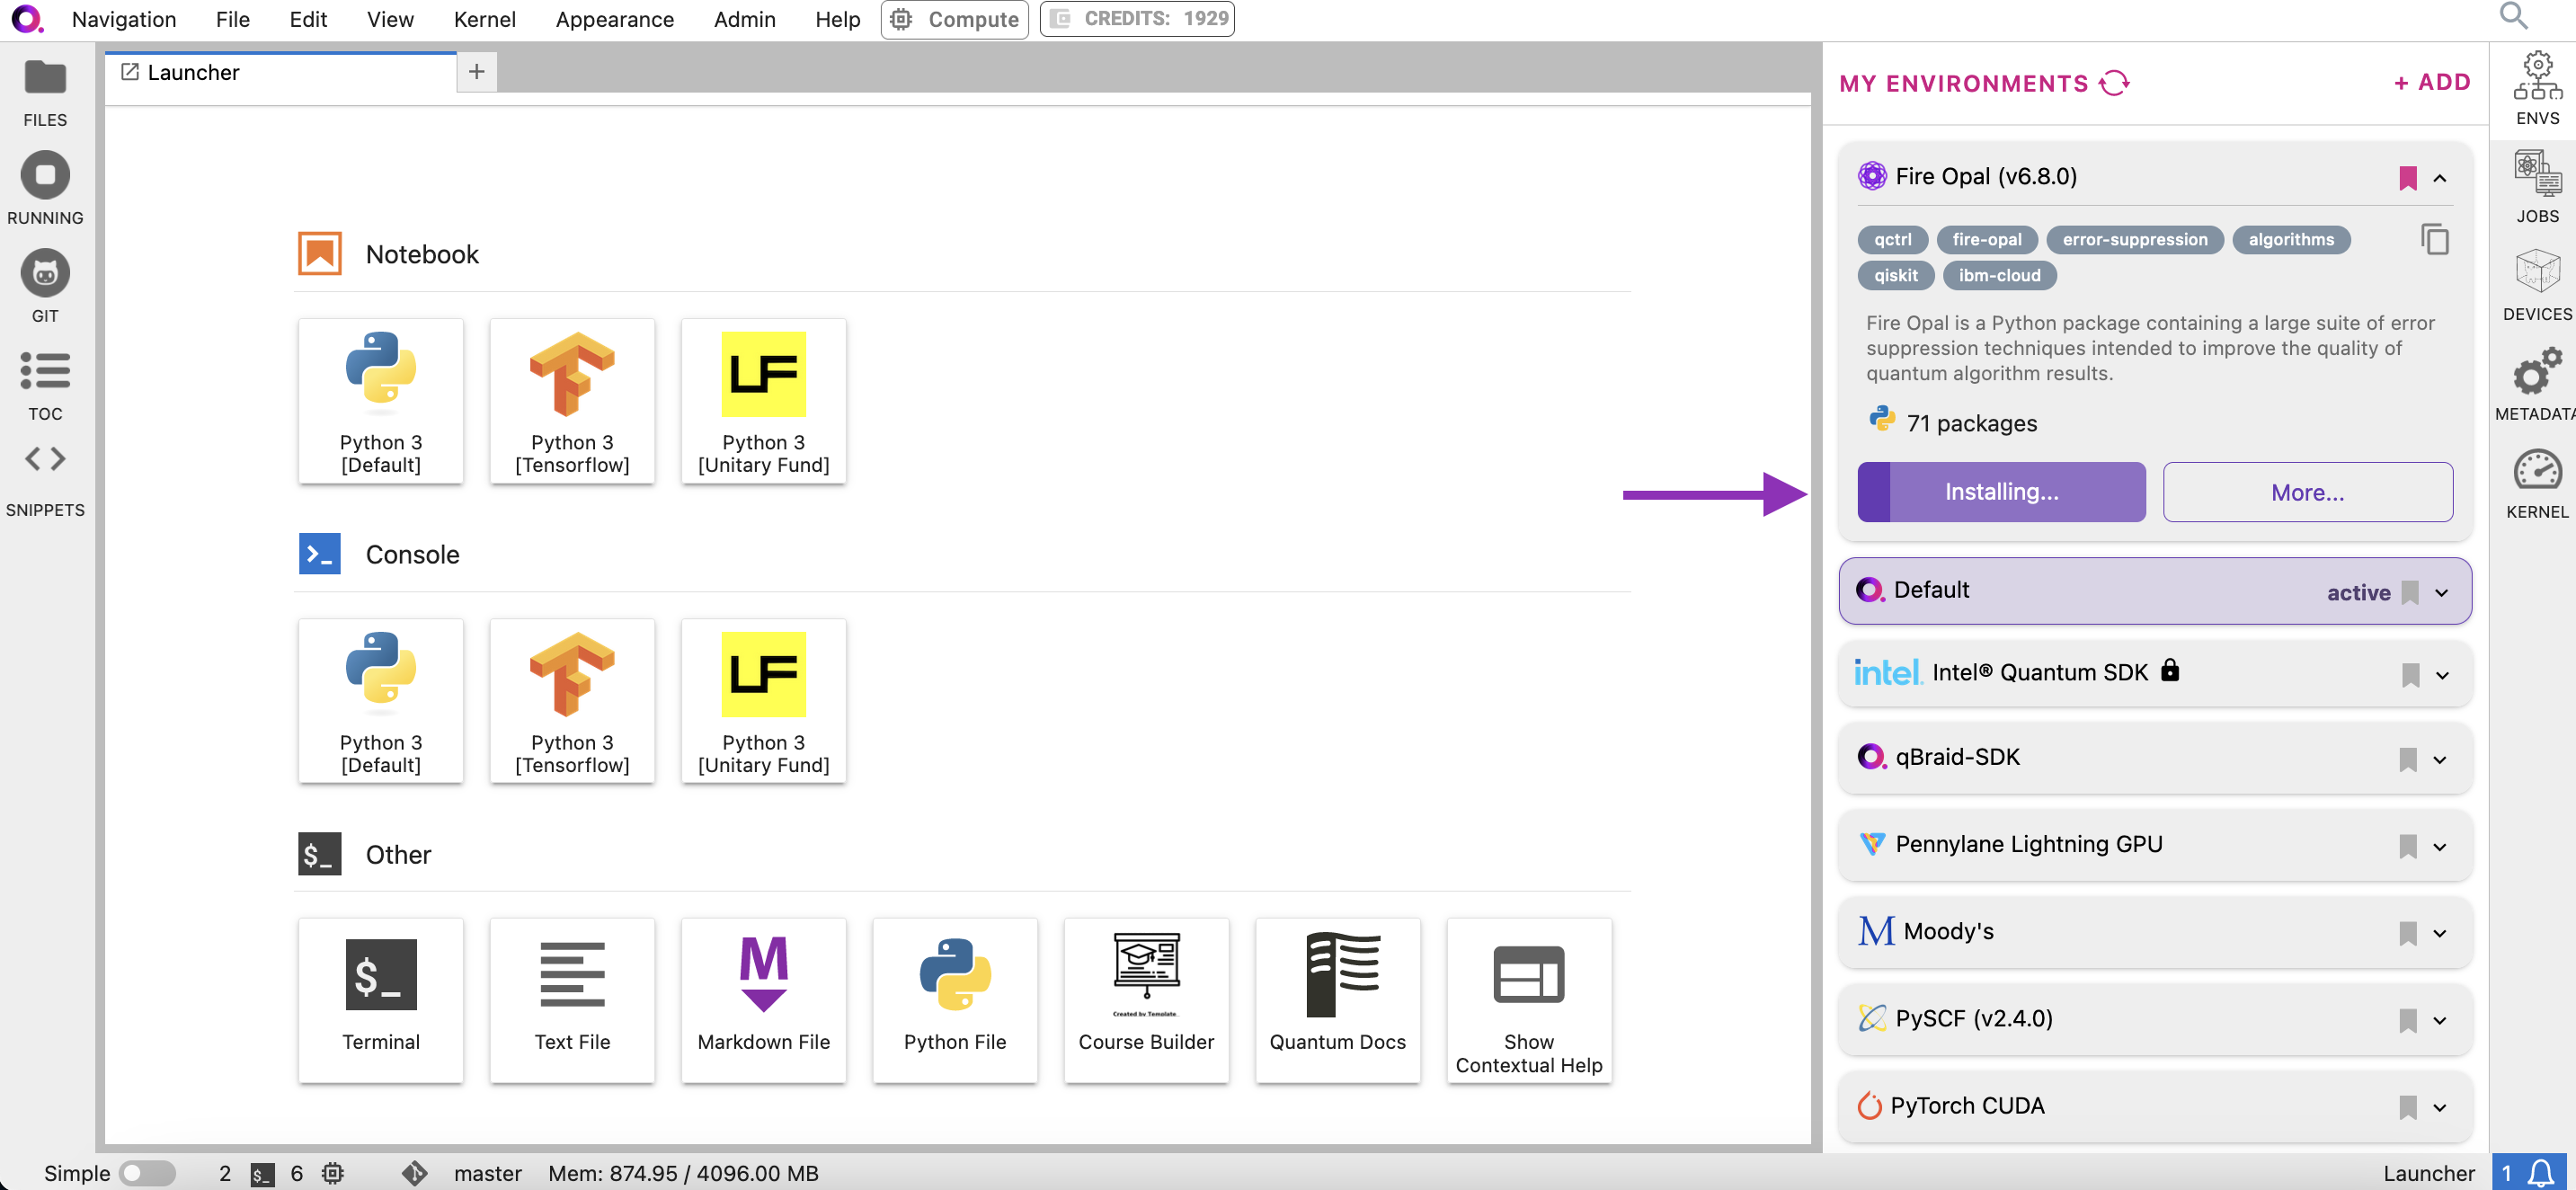 Navigation File Edit View Kernel Appearance Admin Help Compute CREDITS: 1929
FILES
RUNNING
GIT
TOC
SNIPPETS
Launcher +
Notebook
Python 3 [Default]
Python 3 [Tensorflow]
Python 3 [Unitary Fund]
Console
Python 3 [Default]
Python 3 [Tensorflow]
Python 3 [Unitary Fund]
$_ Other
$_ Terminal
Text File
M Markdown File
Python File
Created by Template
Course Builder
Quantum Docs
Show Contextual Help
MY ENVIRONMENTS + ADD
Fire Opal (v6.8.0)
qctrl fire-opal error-suppression algorithms
qiskit ibm-cloud
Fire Opal is a Python package containing a large suite of error
suppression techniques intended to improve the quality of
quantum algorithm results.
71 packages
Installing... More...
Default active
intel. Intel® Quantum SDK
qBraid-SDK
Pennylane Lightning GPU
M Moody's
PySCF (v2.4.0)
PyTorch CUDA
ENVS
JOBS
DEVICES
METADATA
KERNEL
Simple 2 $_ 6 master Mem: 874.95 / 4096.00 MB Launcher 1